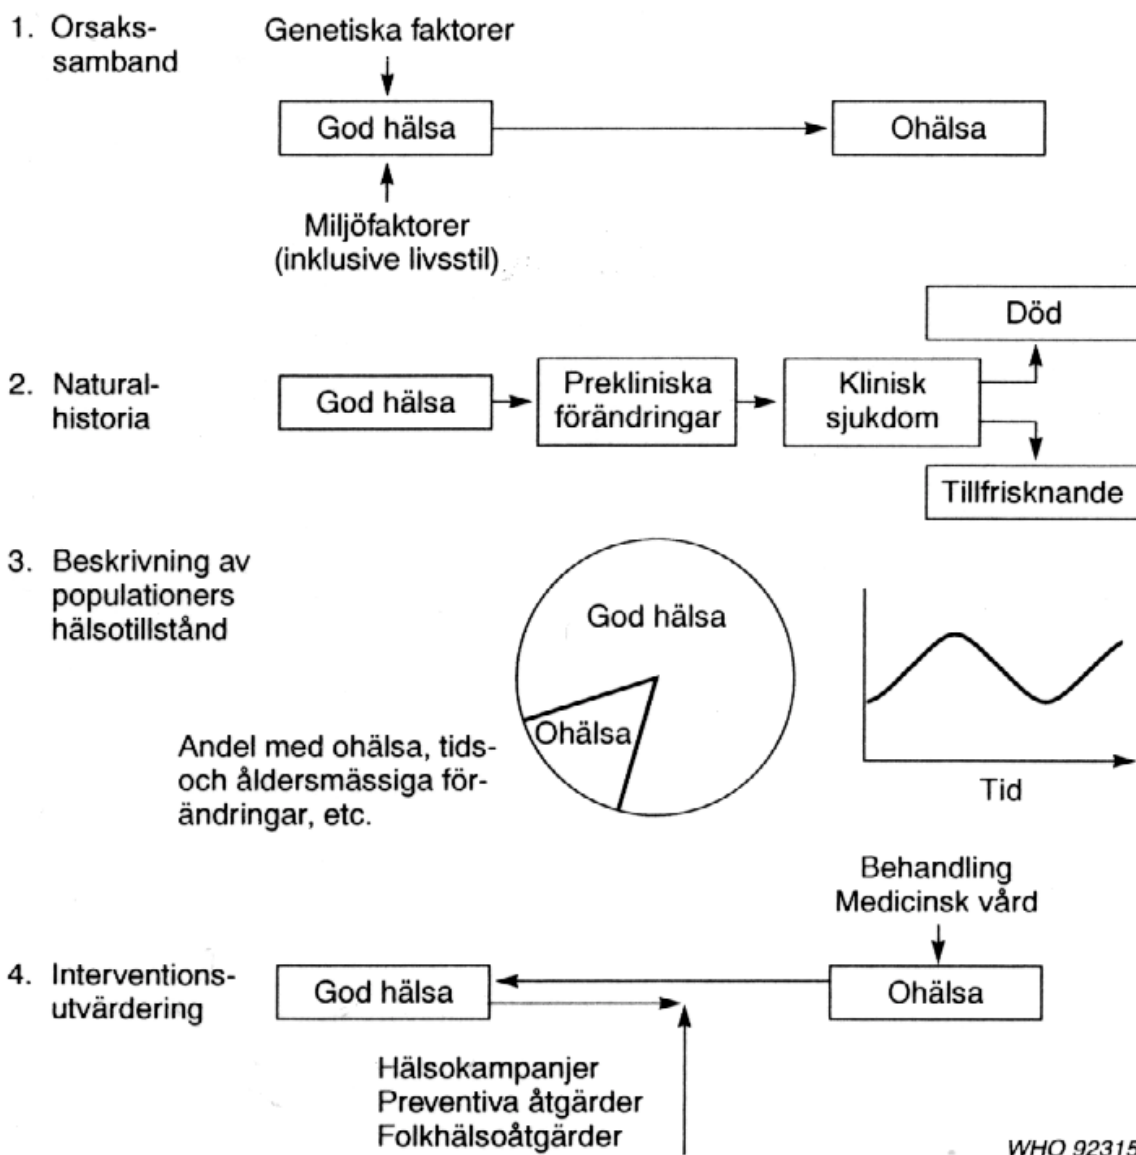 1. Orsaks-
samband
Genetiska faktorer
God hälsa
Ohälsa
Miljöfaktorer
(inklusive livsstil)
2. Natural-
historia
God hälsa
Prekliniska
förändringar
Klinisk
sjukdom
Död
Tillfrisknande
3. Beskrivning av
populationers
hälsotillstånd
God hälsa
Ohälsa
Andel med ohälsa, tids-
och åldersmässiga för-
ändringar, etc.
Tid
Behandling
Medicinsk vård
4. Interventions-
utvärdering
God hälsa
Ohälsa
Hälsokampanjer
Preventiva åtgärder
Folkhälsoåtgärder
WHO 92315